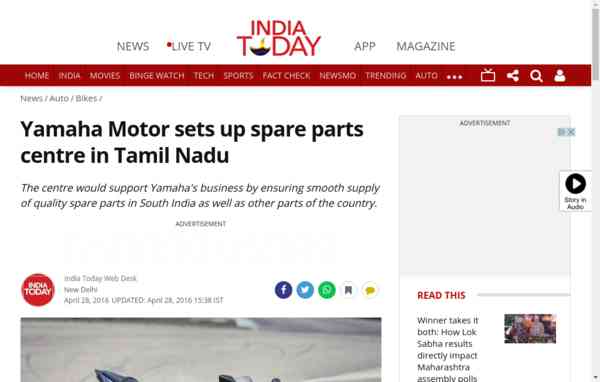 INDIA
TODAY
NEWS
LIVE TV
APP
MAGAZINE
HOME INDIA MOVIES BINGE WATCH TECH SPORTS FACT CHECK NEWSMO TRENDING AUTO
News / Auto / Bikes /
Yamaha Motor sets up spare parts
centre in Tamil Nadu
The centre would support Yamaha's business by ensuring smooth supply
of quality spare parts in South India as well as other parts of the country.
ADVERTISEMENT
INDIA
TODAY
India Today Web Desk
New Delhi
April 28, 2016 UPDATED: April 28, 2016 15:38 IST
ADVERTISEMENT
Story in
Audio
READ THIS
Winner takes it
both: How Lok
Sabha results
directly impact
Maharashtra
assembly polls